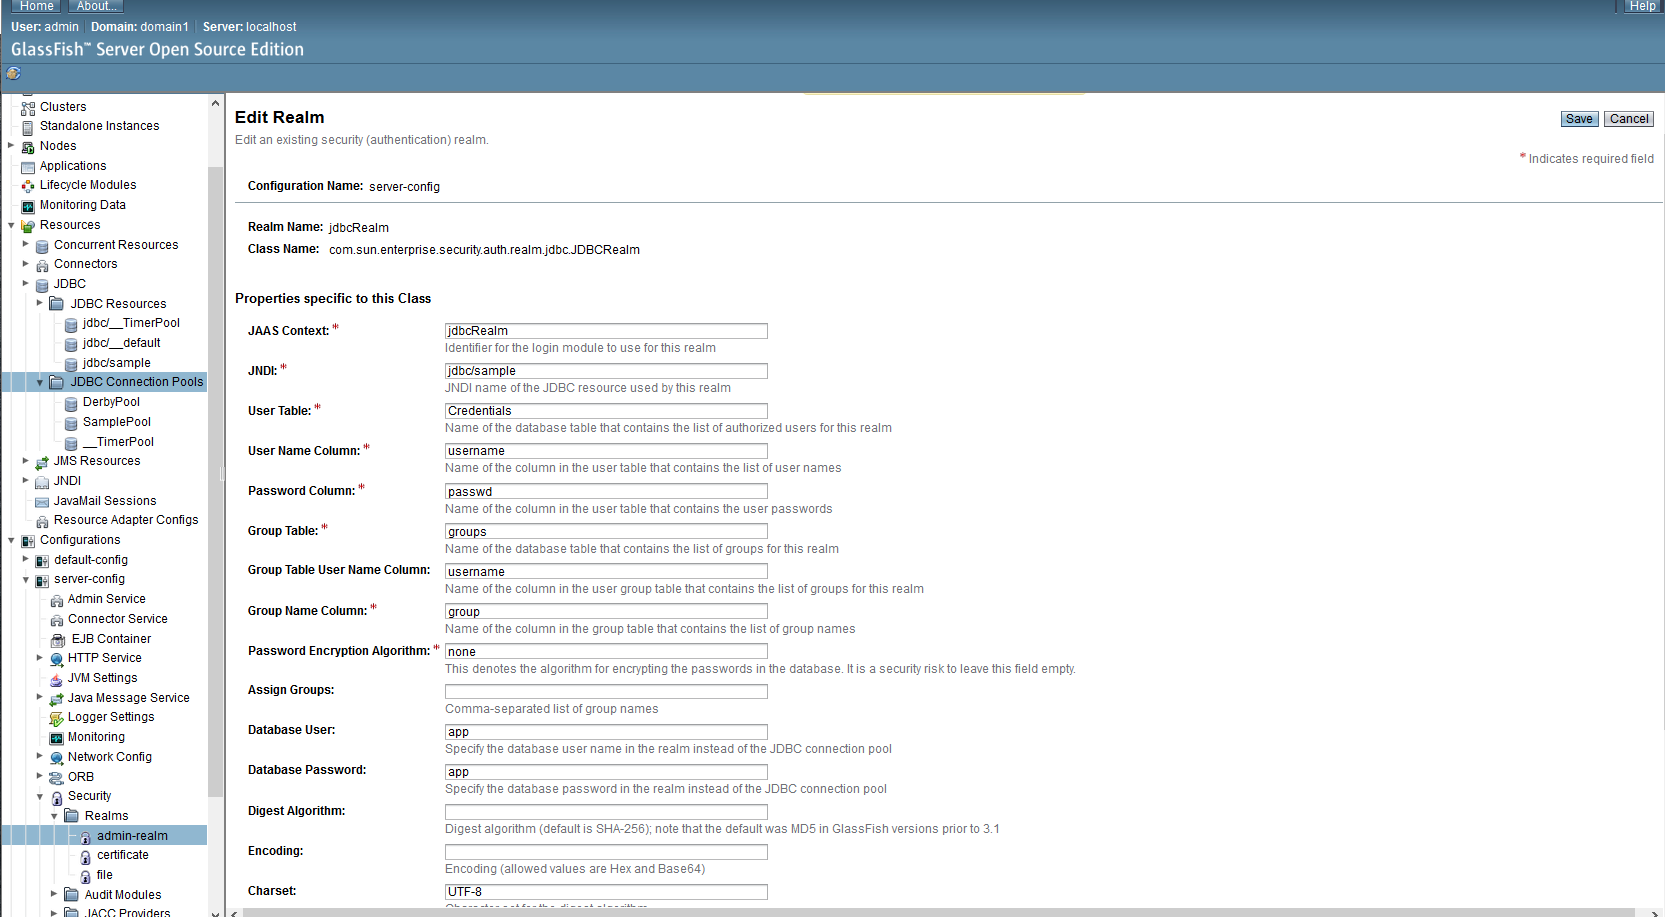 Home About... Help
User: admin Domain: domain1 Server: localhost
GlassFish™ Server Open Source Edition
Clusters
Standalone Instances
Nodes
Applications
Lifecycle Modules
Monitoring Data
Resources
Concurrent Resources
Connectors
JDBC
JDBC Resources
jdbc/__TimerPool
jdbc/__default
jdbc/sample
JDBC Connection Pools
DerbyPool
SamplePool
__TimerPool
JMS Resources
JNDI
JavaMail Sessions
Resource Adapter Configs
Configurations
default-config
server-config
Admin Service
Connector Service
EJB Container
HTTP Service
JVM Settings
Java Message Service
Logger Settings
Monitoring
Network Config
ORB
Security
Realms
admin-realm
certificate
file
Audit Modules
JACC Providers
Edit Realm
Save Cancel
Edit an existing security (authentication) realm.
* Indicates required field
Configuration Name: server-config
Realm Name: jdbcRealm
Class Name: com.sun.enterprise.security.auth.realm.jdbc.JDBCRealm
Properties specific to this Class
JAAS Context: * jdbcRealm
Identifier for the login module to use for this realm
JNDI: * jdbc/sample
JNDI name of the JDBC resource used by this realm
User Table: * Credentials
Name of the database table that contains the list of authorized users for this realm
User Name Column: * username
Name of the column in the user table that contains the list of user names
Password Column: * passwd
Name of the column in the user table that contains the user passwords
Group Table: * groups
Name of the database table that contains the list of groups for this realm
Group Table User Name Column: username
Name of the column in the user group table that contains the list of groups for this realm
Group Name Column: * group
Name of the column in the group table that contains the list of group names
Password Encryption Algorithm: * none
This denotes the algorithm for encrypting the passwords in the database. It is a security risk to leave this field empty.
Assign Groups:
Comma-separated list of group names
Database User: app
Specify the database user name in the realm instead of the JDBC connection pool
Database Password: app
Specify the database password in the realm instead of the JDBC connection pool
Digest Algorithm:
Digest algorithm (default is SHA-256); note that the default was MD5 in GlassFish versions prior to 3.1
Encoding:
Encoding (allowed values are Hex and Base64)
Charset: UTF-8
Character set for the digest algorithm